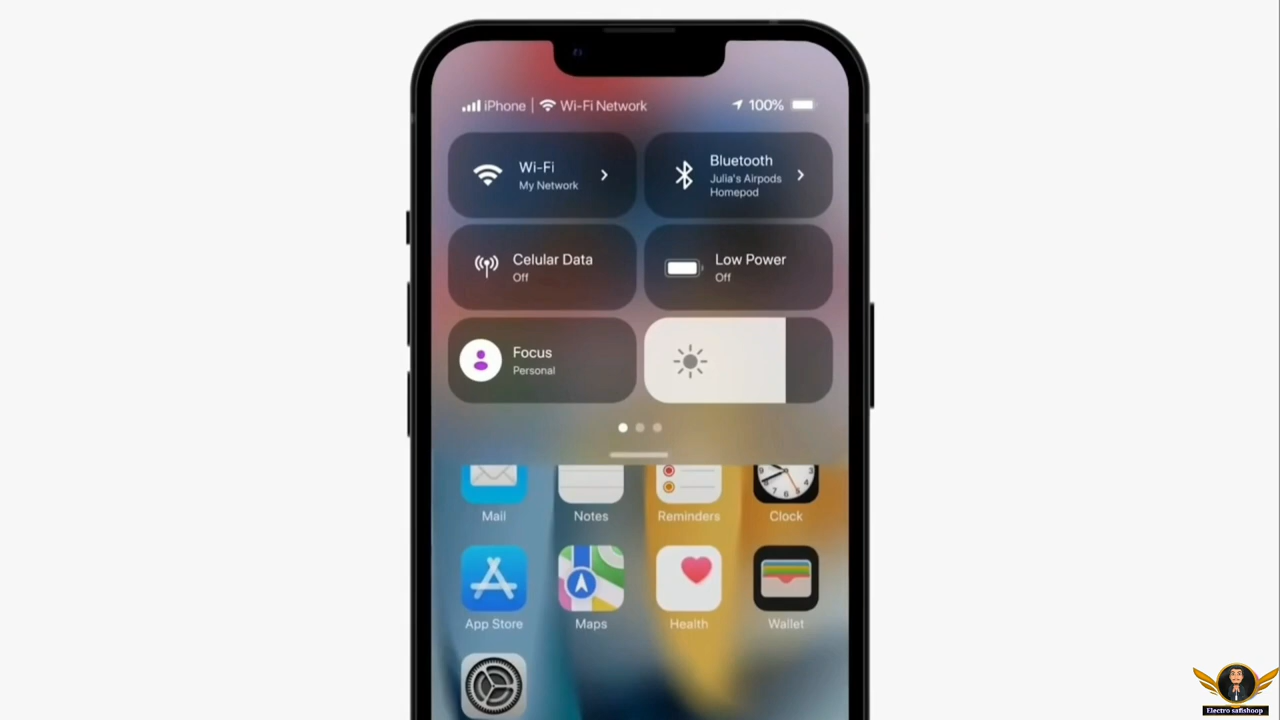 iPhone | Wi-Fi Network 100%
Wi-Fi
My Network
Bluetooth
Julia's Airpods
Homepod
Celular Data
Off
Low Power
Off
Focus
Personal
Mail Notes Reminders Clock
App Store Maps Health Wallet
Electro safishoop